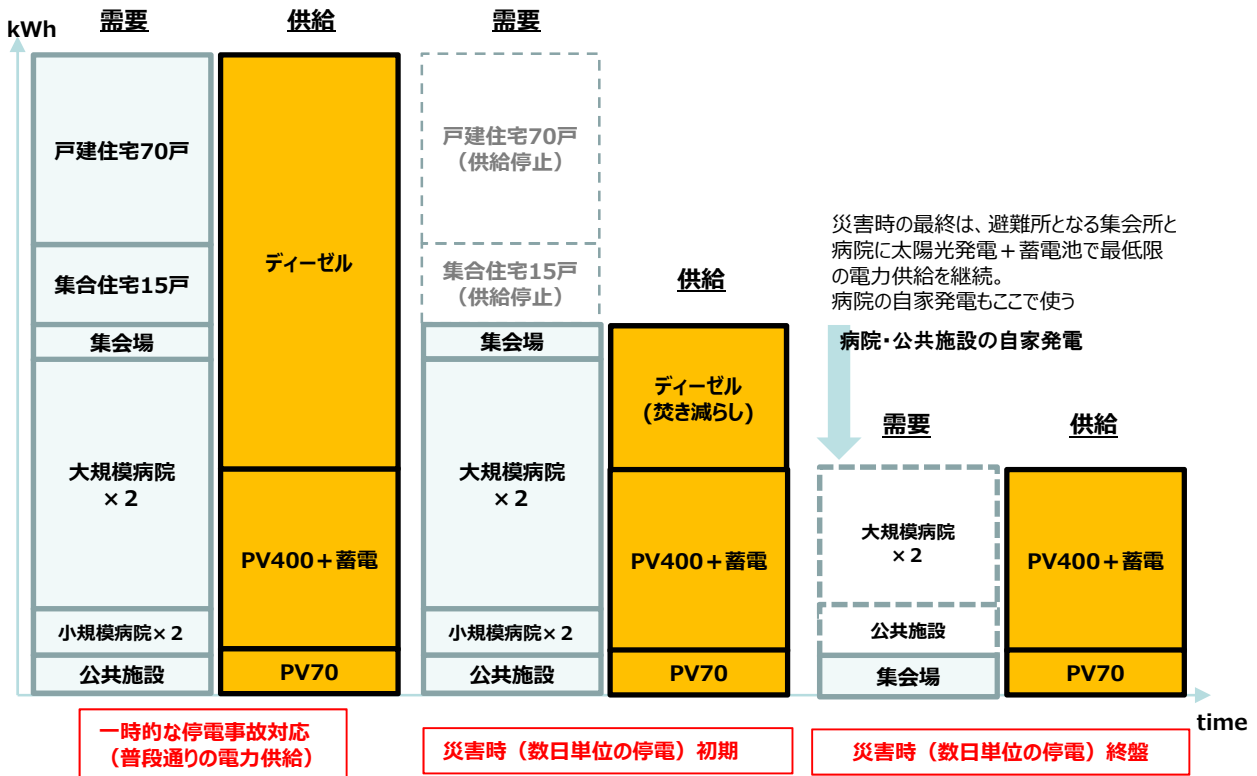 kWh
需要
供給
需要
戸建住宅70戸
集合住宅15戸
集会場
大規模病院
×2
小規模病院×2
公共施設
ディーゼル
PV400+蓄電
PV70
戸建住宅70戸
(供給停止)
集合住宅15戸
(供給停止)
集会場
大規模病院
×2
小規模病院×2
公共施設
供給
ディーゼル
(焚き減らし)
PV400+蓄電
PV70
災害時の最終は、避難所となる集会所と
病院に太陽光発電+蓄電池で最低限
の電力供給を継続。
病院の自家発電もここで使う
病院・公共施設の自家発電
需要
供給
大規模病院
×2
公共施設
集会場
PV400+蓄電
PV70
time
一時的な停電事故対応
(普段通りの電力供給)
災害時(数日単位の停電)初期
災害時(数日単位の停電)終盤